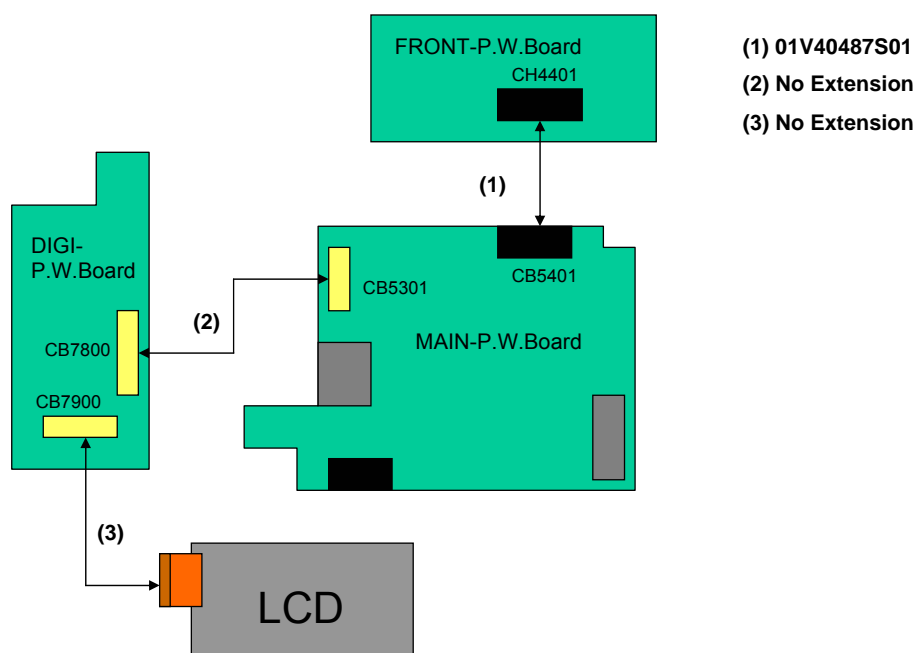 FRONT-P.W.Board
CH4401
(1) 01V40487S01
(2) No Extension
(3) No Extension
(1)
DIGI-
P.W.Board
CB5301
CB5401
(2)
MAIN-P.W.Board
CB7800
CB7900
(3)
LCD